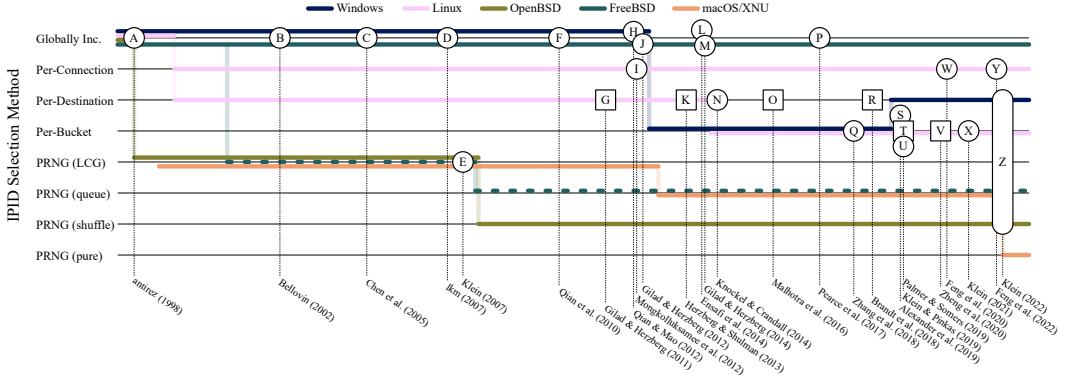 Windows Linux OpenBSD FreeBSD macOS/XNU
IPID Selection Method
Globally Inc.
Per-Connection
Per-Destination
Per-Bucket
PRNG (LCG)
PRNG (queue)
PRNG (shuffle)
PRNG (pure)
A B C D F H J L M P
I W Y
G K N O R
S Q T V X U
E Z
antirez (1998)
Bellovin (2002)
Chen et al. (2005)
lkm (2007)
Klein (2007)
Qian et al. (2010)
Gilad & Herzberg (2011)
Qian & Mao (2012)
Mongkolluksamee et al. (2012)
Gilad & Herzberg (2012)
Herzberg & Shulman (2013)
Ensafi et al. (2014)
Gilad & Herzberg (2014)
Knockel & Crandall (2014)
Malhotra et al. (2016)
Pearce et al. (2017)
Zhang et al. (2018)
Brandt et al. (2018)
Alexander et al. (2019)
Klein & Pinkas (2019)
Palmer & Somers (2019)
Zheng et al. (2020)
Feng et al. (2020)
Klein (2021)
Feng et al. (2022)
Klein (2022)